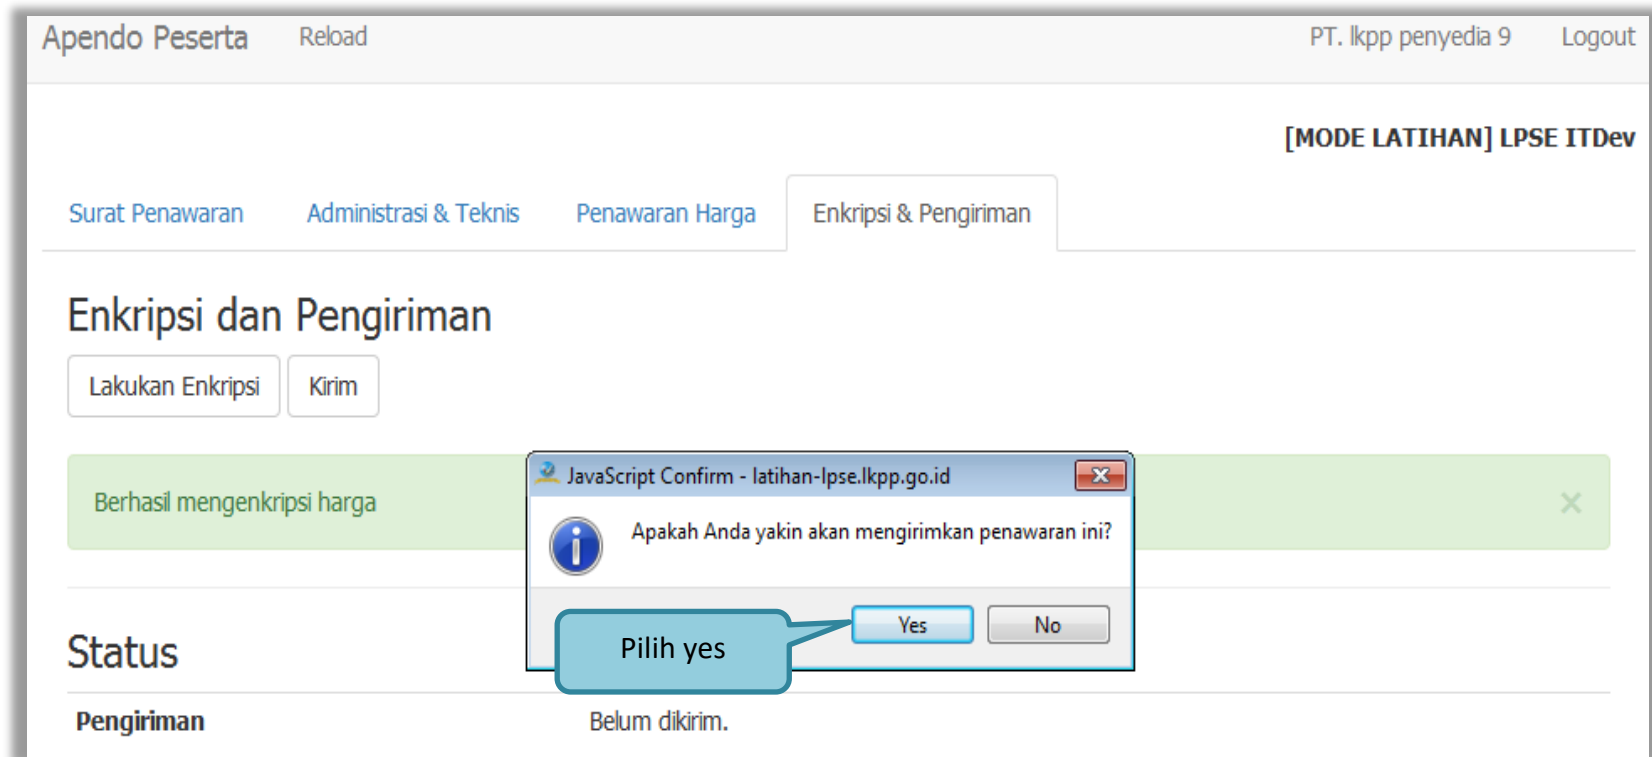 Apendo Peserta Reload PT. lkpp penyedia 9 Logout
[MODE LATIHAN] LPSE ITDev
Surat Penawaran Administrasi & Teknis Penawaran Harga Enkripsi & Pengiriman
Enkripsi dan Pengiriman
Lakukan Enkripsi Kirim
Berhasil mengenkripsi harga
JavaScript Confirm - latihan-lpse.lkpp.go.id
Apakah Anda yakin akan mengirimkan penawaran ini?
Yes No
Pilih yes
Status
Pengiriman Belum dikirim.